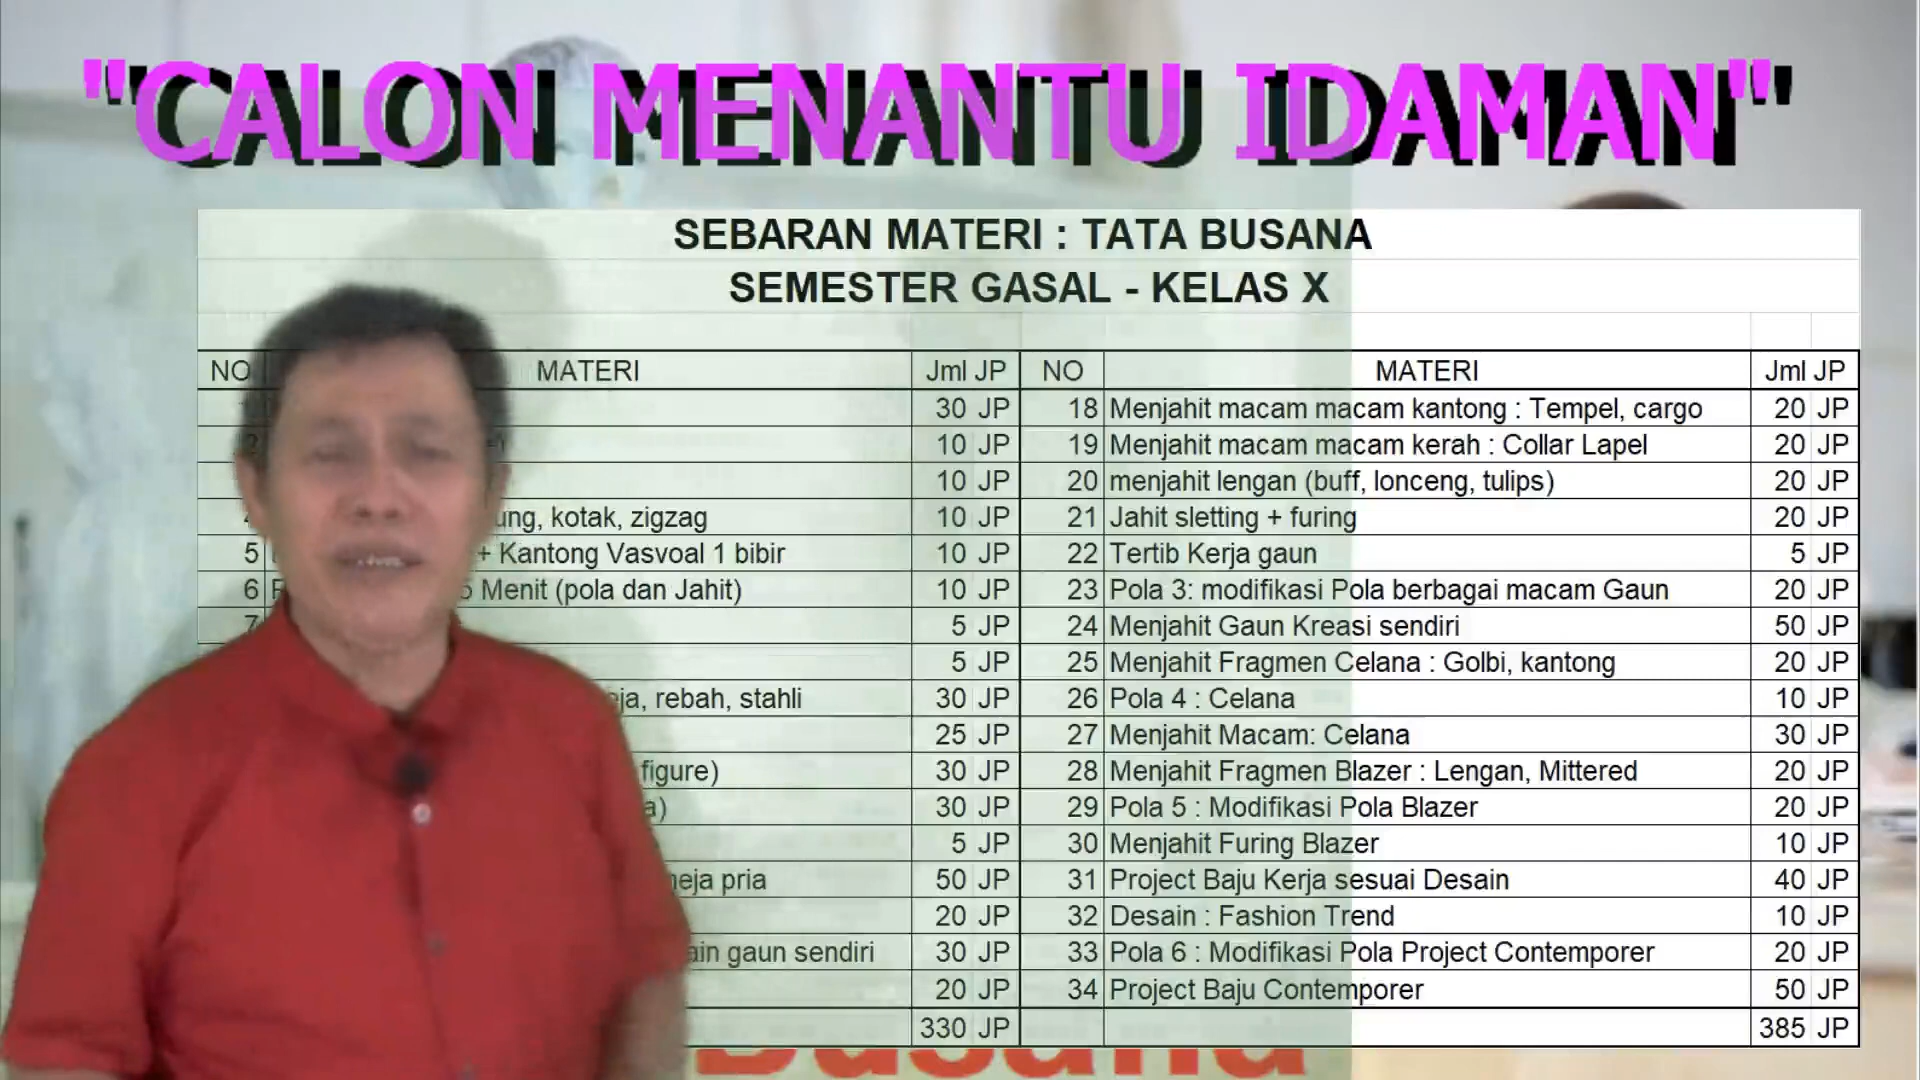 "CALON MENANTU IDAMAN"
SEBARAN MATERI : TATA BUSANA
SEMESTER GASAL - KELAS X
NO MATERI Jml JP NO MATERI Jml JP
30 JP 18 Menjahit macam macam kantong : Tempel, cargo 20 JP
10 JP 19 Menjahit macam macam kerah : Collar Lapel 20 JP
10 JP 20 menjahit lengan (buff, lonceng, tulips) 20 JP
kotak, zigzag 10 JP 21 Jahit sletting + furing 20 JP
5 + Kantong Vasvoal 1 bibir 10 JP 22 Tertib Kerja gaun 5 JP
6 Menit (pola dan Jahit) 10 JP 23 Pola 3: modifikasi Pola berbagai macam Gaun 20 JP
7 5 JP 24 Menjahit Gaun Kreasi sendiri 50 JP
5 JP 25 Menjahit Fragmen Celana : Golbi, kantong 20 JP
rebah, stahli 30 JP 26 Pola 4 : Celana 10 JP
25 JP 27 Menjahit Macam: Celana 30 JP
figure) 30 JP 28 Menjahit Fragmen Blazer : Lengan, Mittered 20 JP
30 JP 29 Pola 5 : Modifikasi Pola Blazer 20 JP
5 JP 30 Menjahit Furing Blazer 10 JP
pria 50 JP 31 Project Baju Kerja sesuai Desain 40 JP
20 JP 32 Desain : Fashion Trend 10 JP
gaun sendiri 30 JP 33 Pola 6 : Modifikasi Pola Project Contemporer 20 JP
20 JP 34 Project Baju Contemporer 50 JP
330 JP 385 JP